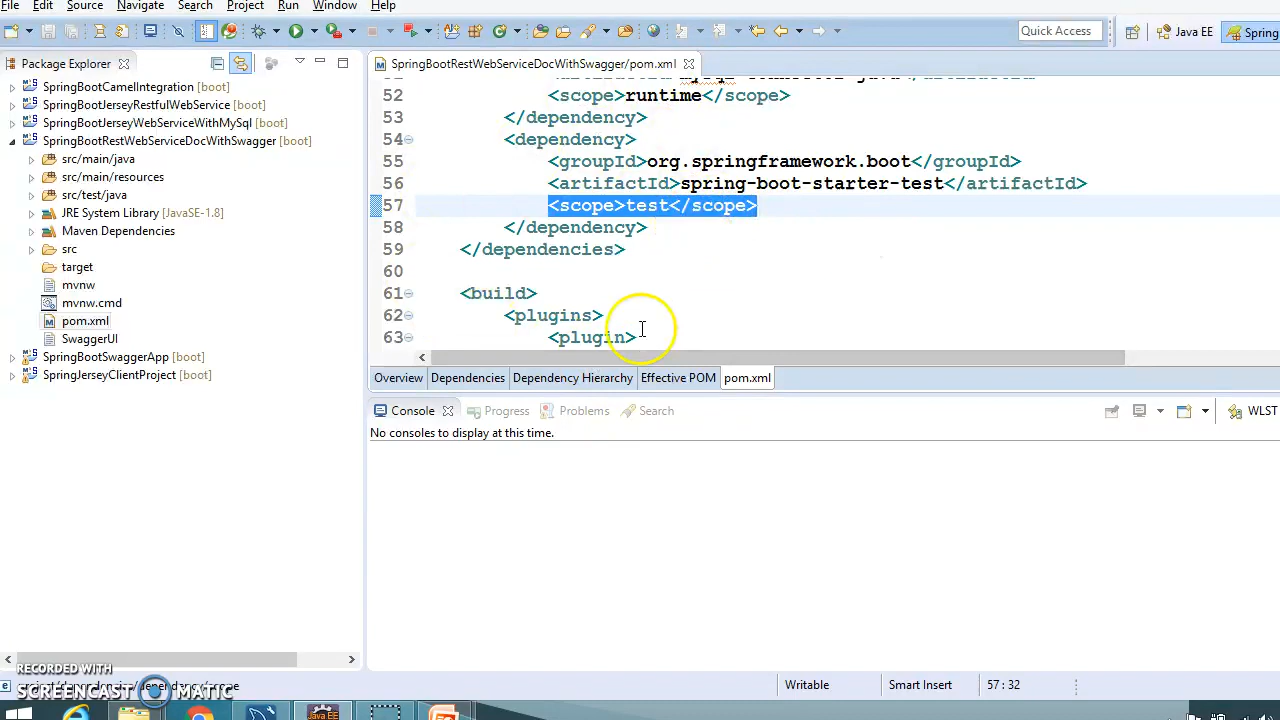 File Edit Source Navigate Search Project Run Window Help
Quick Access
Java EE
Spring
Package Explorer
SpringBootRestWebServiceDocWithSwagger/pom.xml
SpringBootCamelIntegration [boot]
SpringBootJerseyRestfulWebService [boot]
SpringBootJerseyWebServiceWithMySql [boot]
SpringBootRestWebServiceDocWithSwagger [boot]
src/main/java
src/main/resources
src/test/java
JRE System Library [JavaSE-1.8]
Maven Dependencies
src
target
mvnw
mvnw.cmd
pom.xml
SwaggerUI
SpringBootSwaggerApp [boot]
SpringJerseyClientProject [boot]
52 <scope>runtime</scope>
53 </dependency>
54 <dependency>
55 <groupId>org.springframework.boot</groupId>
56 <artifactId>spring-boot-starter-test</artifactId>
57 <scope>test</scope>
58 </dependency>
59 </dependencies>
60
61 <build>
62 <plugins>
63 <plugin>
Overview Dependencies Dependency Hierarchy Effective POM pom.xml
Console Progress Problems Search
WLST
No consoles to display at this time.
RECORDED WITH
SCREENCAST MATIC
Writable
Smart Insert
57 : 32
Java EE